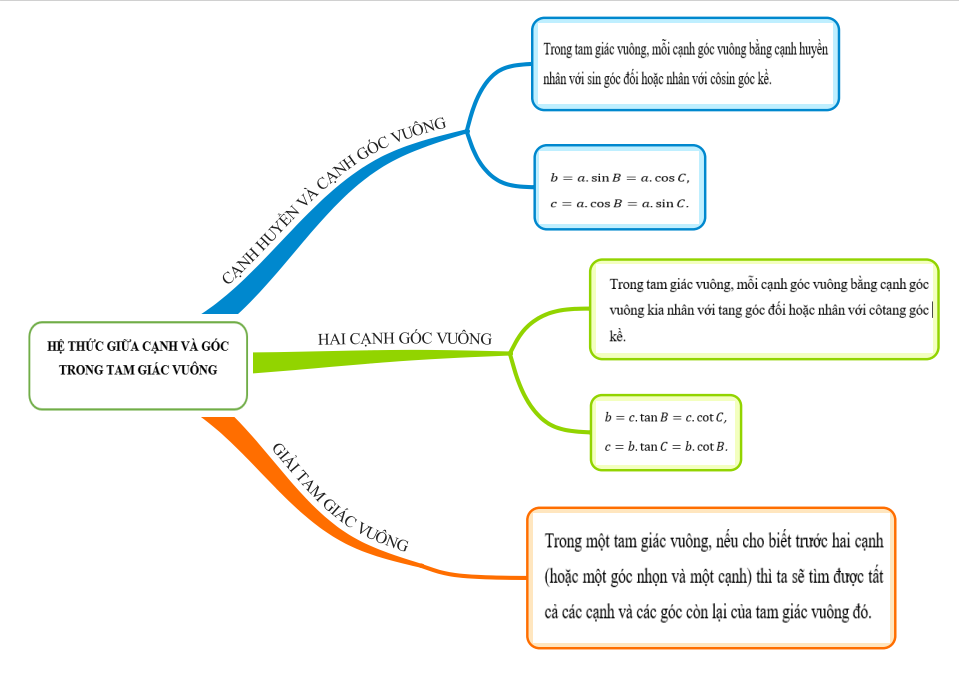 HỆ THỨC GIỮA CẠNH VÀ GÓC
TRONG TAM GIÁC VUÔNG
CẠNH HUYỀN VÀ CẠNH GÓC VUÔNG
Trong tam giác vuông, mỗi cạnh góc vuông bằng cạnh huyền
nhân với sin góc đối hoặc nhân với côsin góc kề.
b = a. sin B = a. cos C,
c = a. cos B = a. sin C.
HAI CẠNH GÓC VUÔNG
Trong tam giác vuông, mỗi cạnh góc vuông bằng cạnh góc
vuông kia nhân với tang góc đối hoặc nhân với côtang góc
kề.
b = c. tan B = c. cot C,
c = b. tan C = b. cot B.
GIẢI TAM GIÁC VUÔNG
Trong một tam giác vuông, nếu cho biết trước hai cạnh
(hoặc một góc nhọn và một cạnh) thì ta sẽ tìm được tất
cả các cạnh và các góc còn lại của tam giác vuông đó.